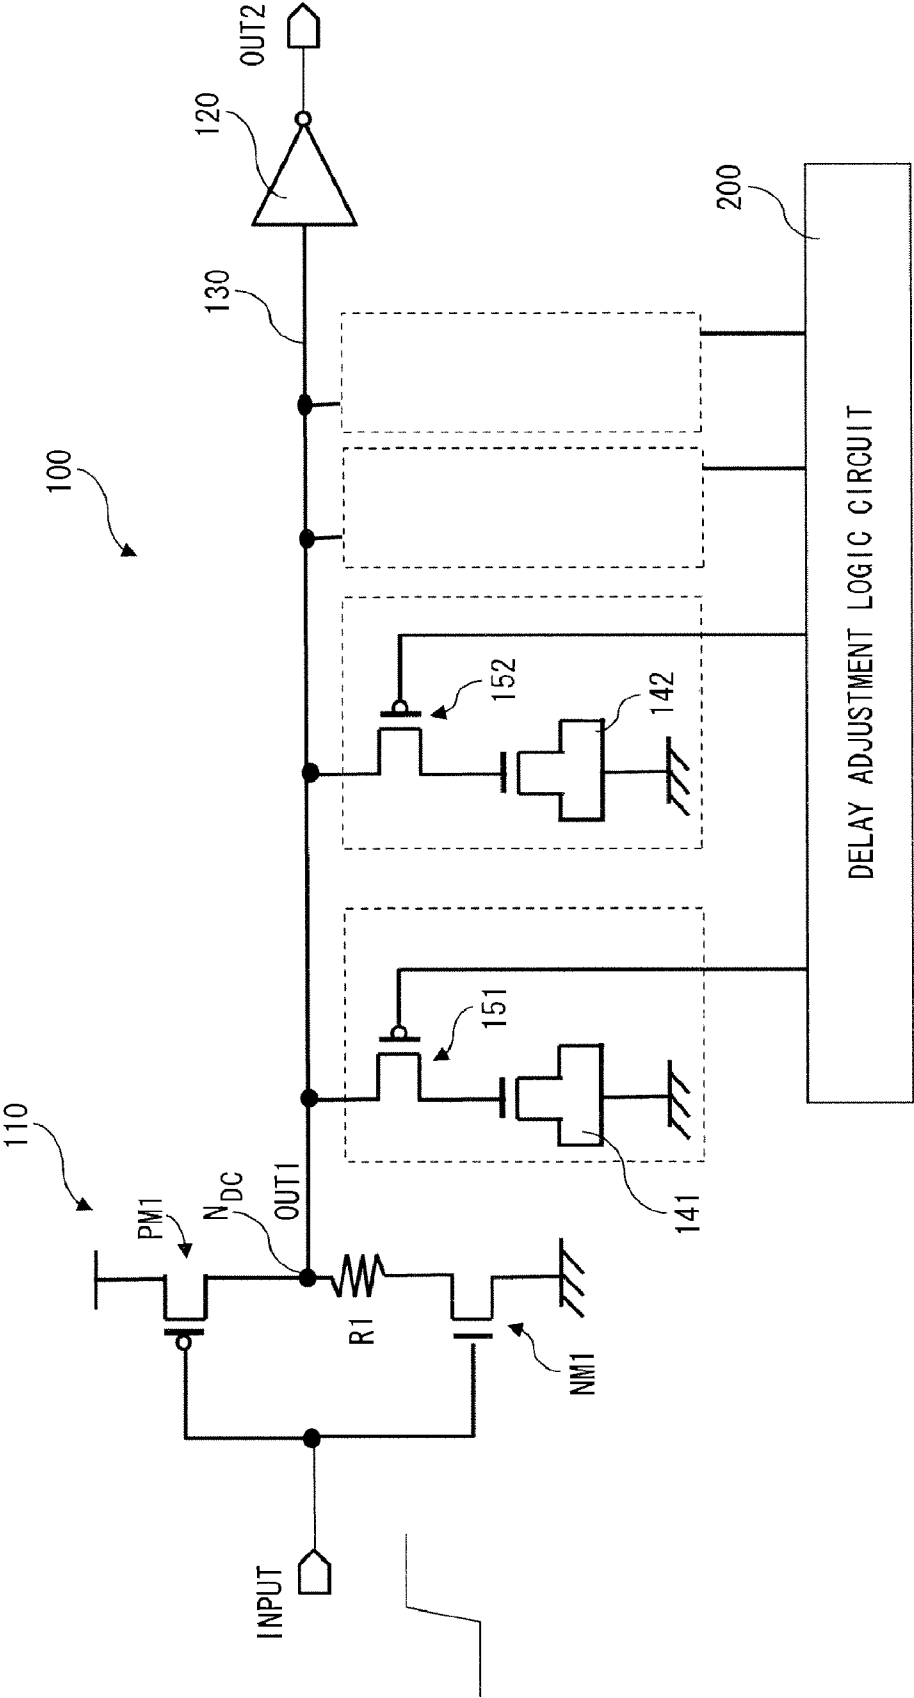 100
110
PM1
N_DC
OUT1
R1
NM1
INPUT
130
120
OUT2
151
141
152
142
200
DELAY ADJUSTMENT LOGIC CIRCUIT